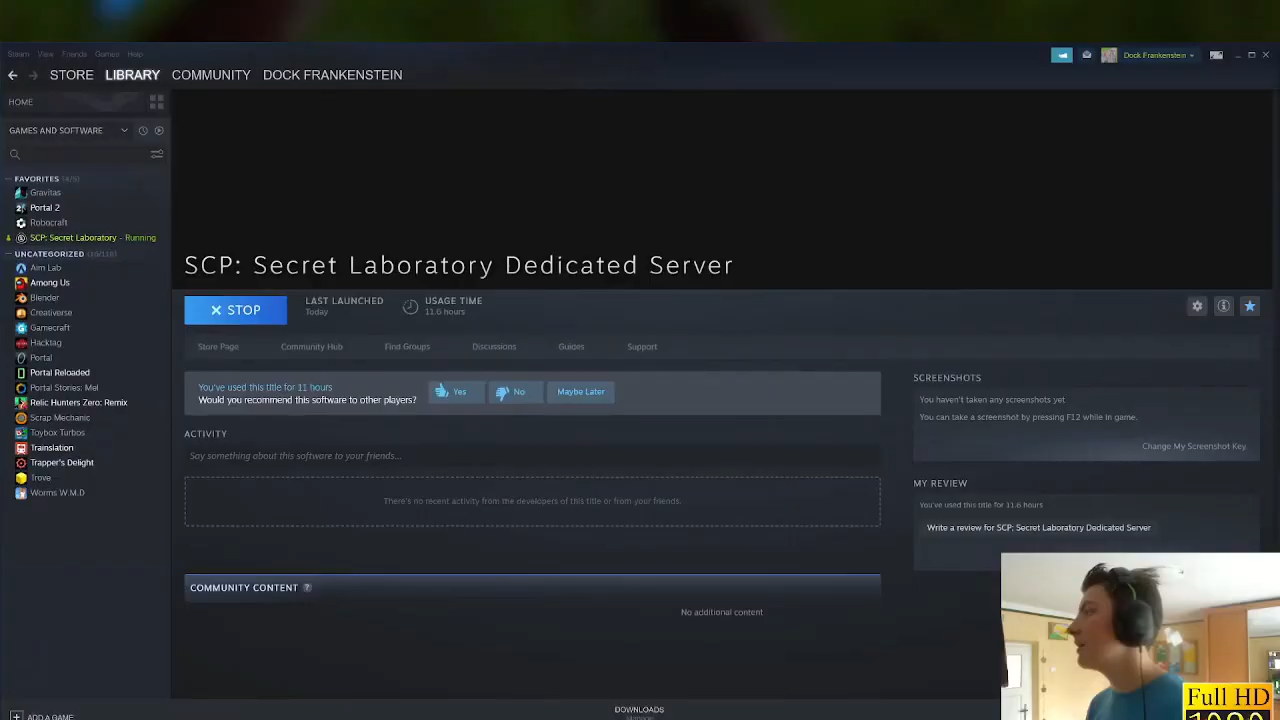 Steam View Friends Games Help
Dock Frankenstein
STORE LIBRARY COMMUNITY DOCK FRANKENSTEIN
HOME
GAMES AND SOFTWARE
FAVORITES
Gravitas
Portal 2
Robocraft
SCP: Secret Laboratory - Running
UNCATEGORIZED
Aim Lab
Among Us
Blender
Creativerse
Gamecraft
Hacktag
Portal
Portal Reloaded
Portal Stories: Mel
Relic Hunters Zero: Remix
Scrap Mechanic
Toybox Turbos
Trainstation
Trapper's Delight
Trove
Worms W.M.D
ADD A GAME
SCP: Secret Laboratory Dedicated Server
STOP
LAST LAUNCHED
Today
USAGE TIME
11.6 hours
Store Page Community Hub Find Groups Discussions Guides Support
You've used this title for 11 hours
Would you recommend this software to other players?
Yes No Maybe Later
ACTIVITY
Say something about this software to your friends...
There's no recent activity from the developers of this title or from your friends.
COMMUNITY CONTENT ?
No additional content
SCREENSHOTS
You haven't taken any screenshots yet
You can take a screenshot by pressing F12 while in game.
Change My Screenshot Key
MY REVIEW
You've used this title for 11.6 hours
Write a review for SCP: Secret Laboratory Dedicated Server
DOWNLOADS
Manage
Full HD
1080